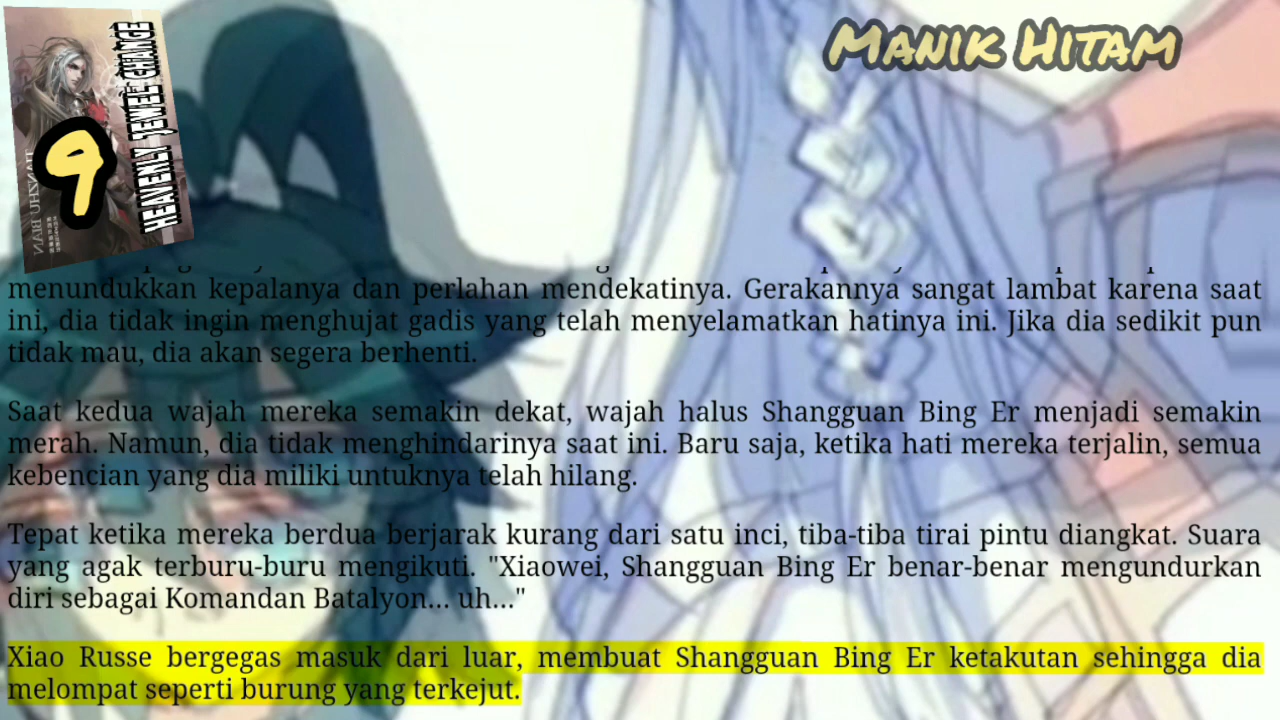 Manik Hitam
HEAVENLY JEWEL CHANGE
9
menundukkan kepalanya dan perlahan mendekatinya. Gerakannya sangat lambat karena saat
ini, dia tidak ingin menghujat gadis yang telah menyelamatkan hatinya ini. Jika dia sedikit pun
tidak mau, dia akan segera berhenti.
Saat kedua wajah mereka semakin dekat, wajah halus Shangguan Bing Er menjadi semakin
merah. Namun, dia tidak menghindarinya saat ini. Baru saja, ketika hati mereka terjalin, semua
kebencian yang dia miliki untuknya telah hilang.
Tepat ketika mereka berdua berjarak kurang dari satu inci, tiba-tiba tirai pintu diangkat. Suara
yang agak terburu-buru mengikuti. "Xiaowei, Shangguan Bing Er benar-benar mengundurkan
diri sebagai Komandan Batalyon... uh..."
Xiao Russe bergegas masuk dari luar, membuat Shangguan Bing Er ketakutan sehingga dia
melompat seperti burung yang terkejut.